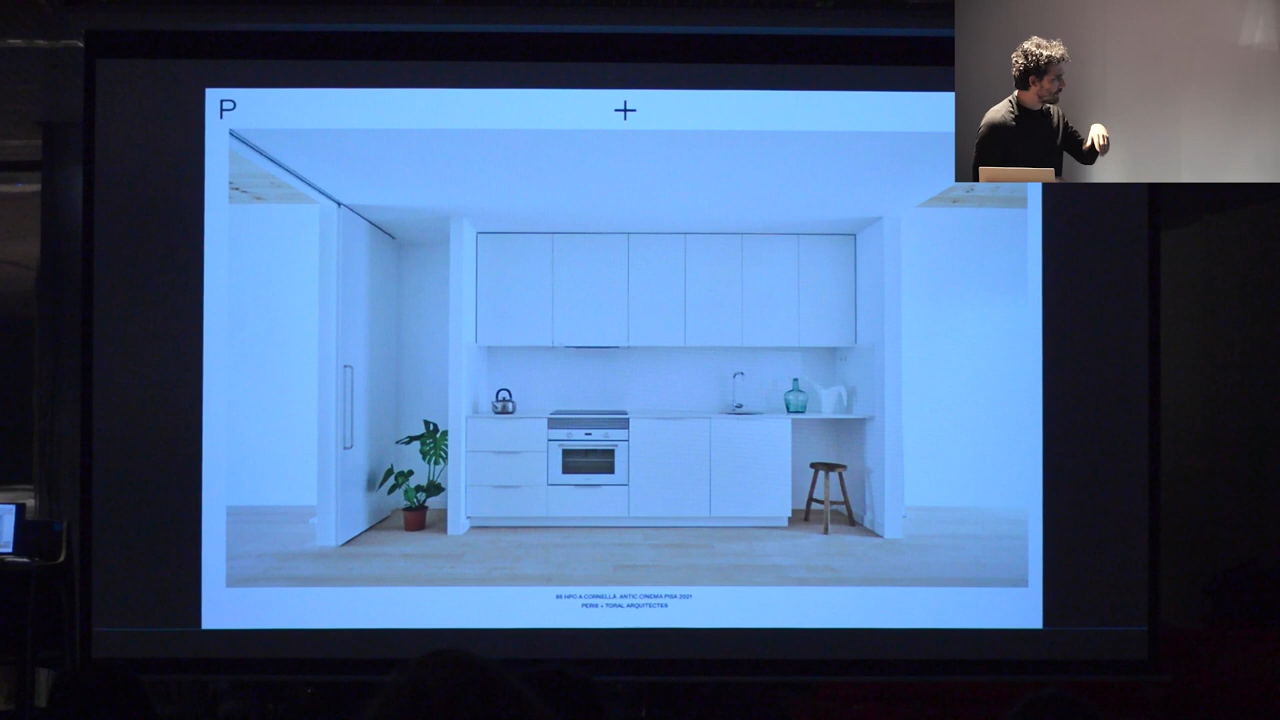 P +
85 HPO A CORNELLÀ. ANTIC CINEMA PISA 2021
PERIS + TORAL ARQUITECTES